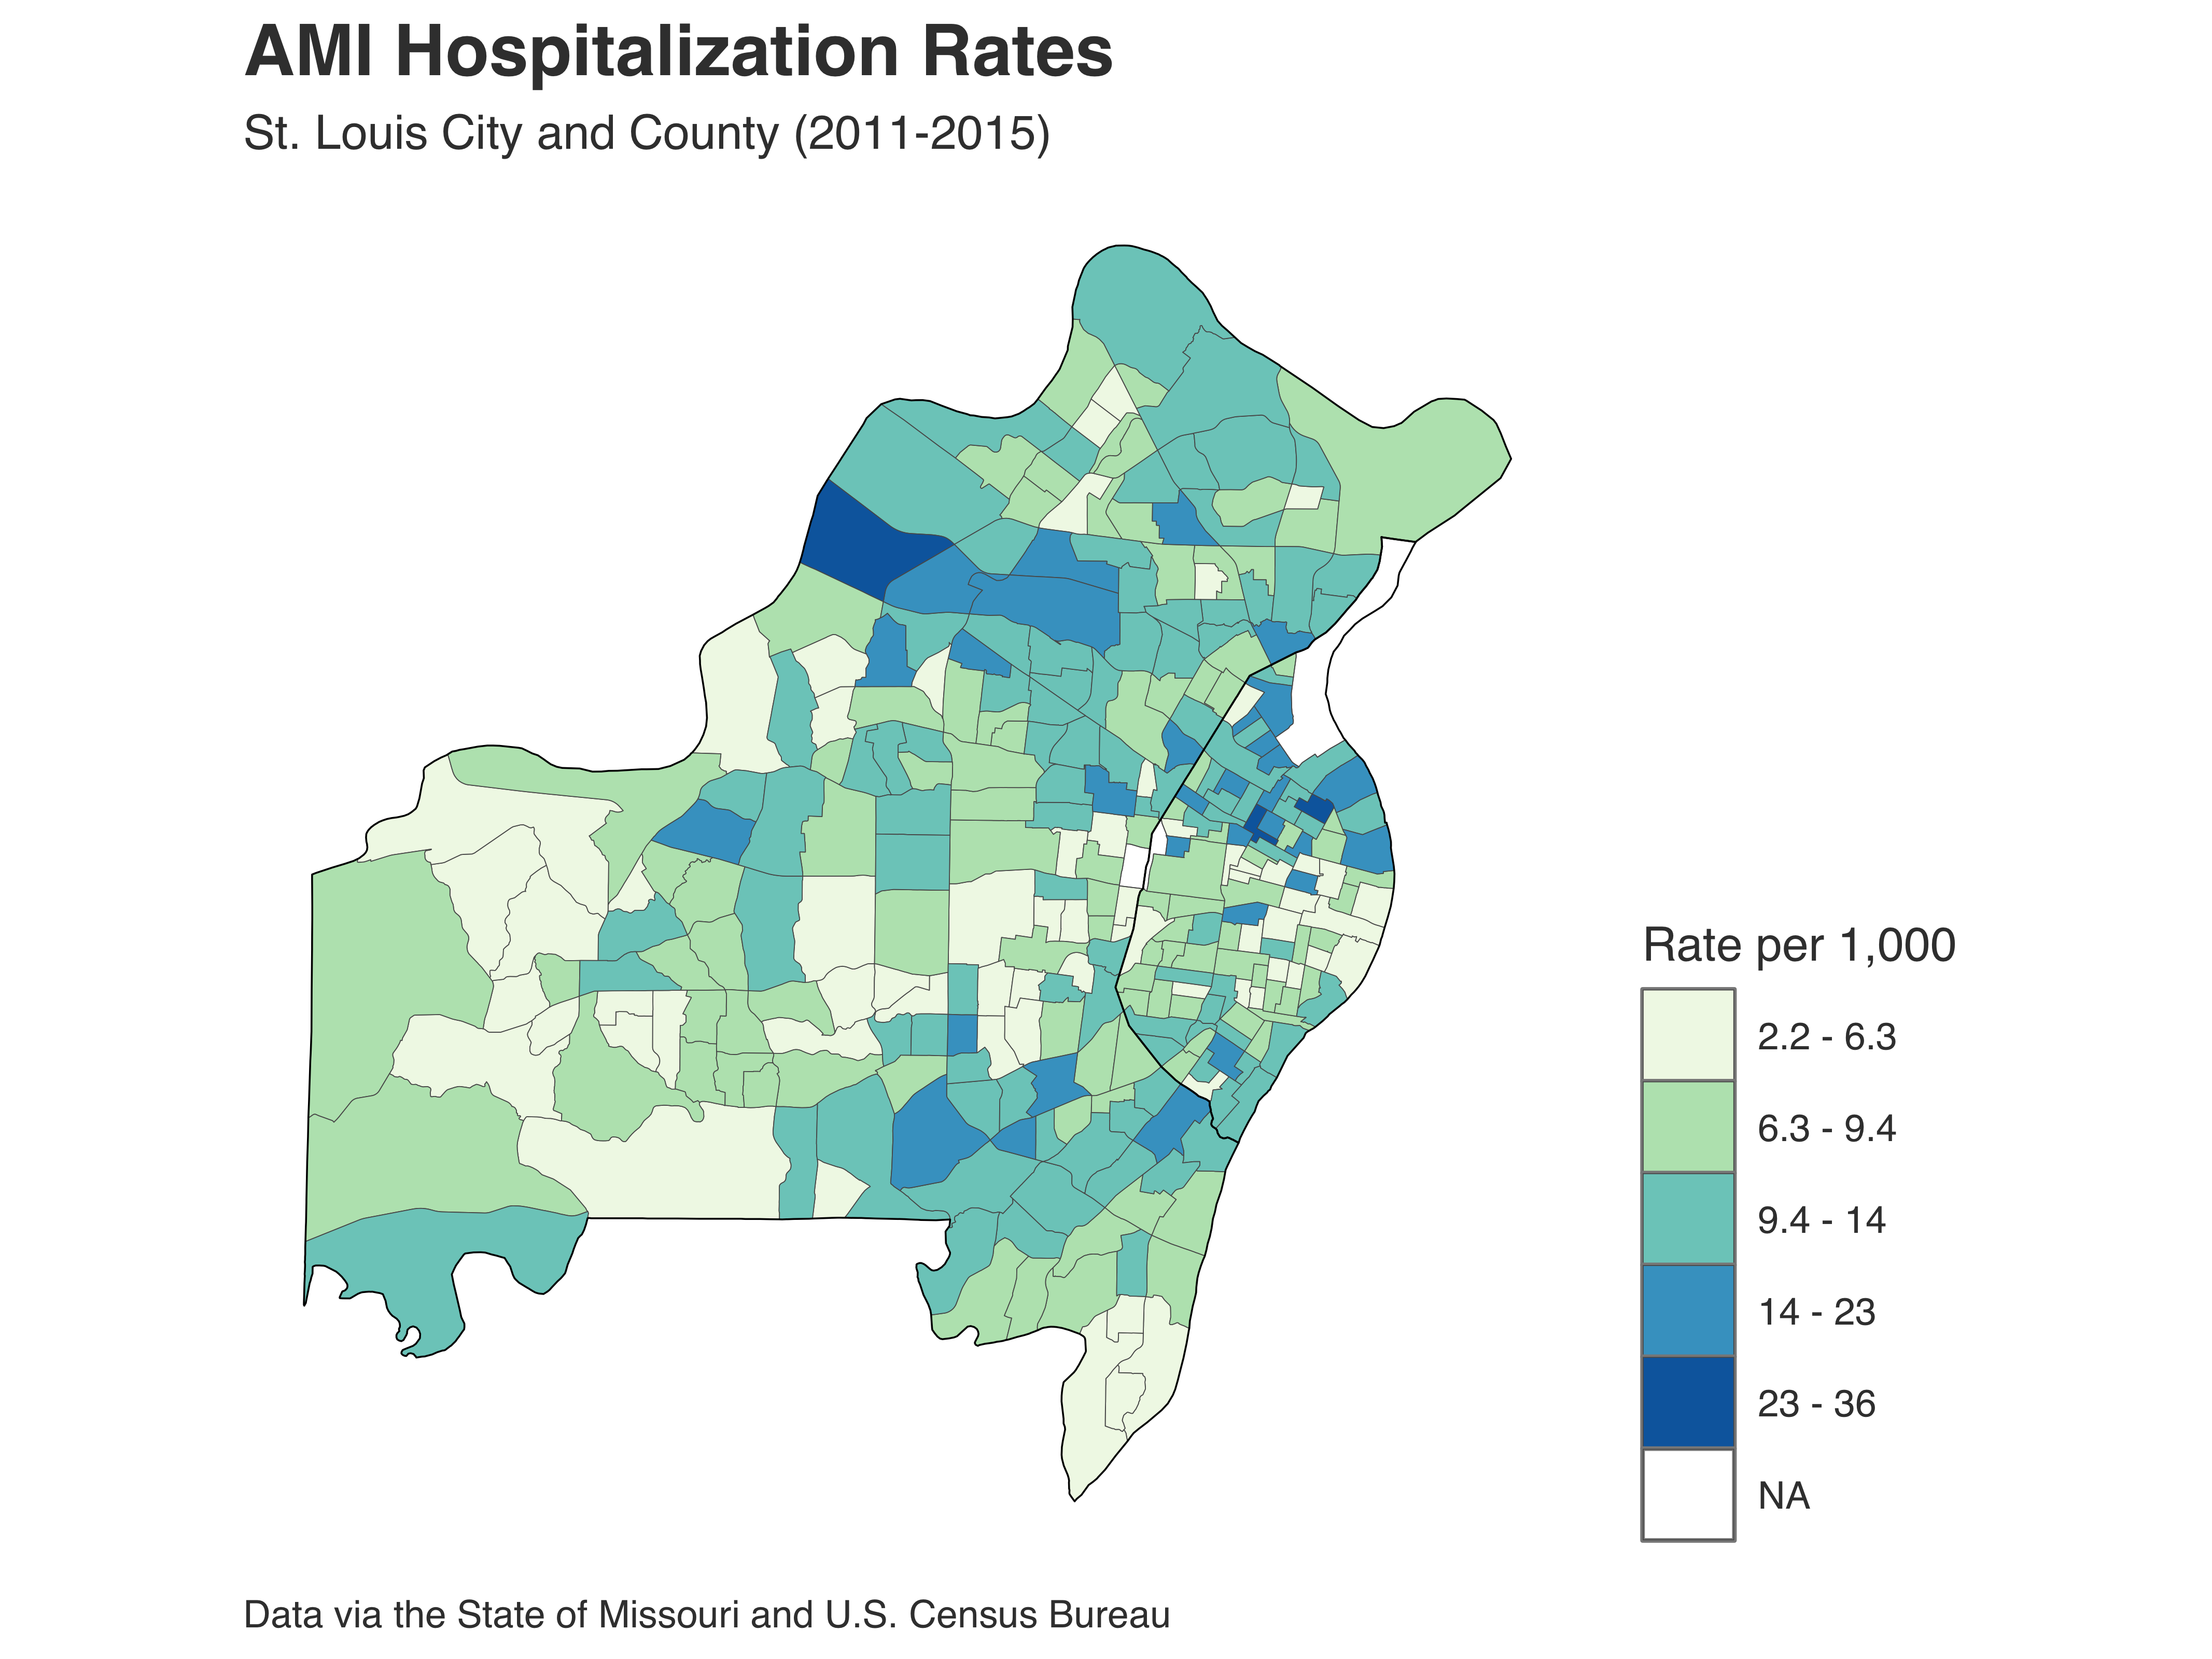 AMI Hospitalization Rates
St. Louis City and County (2011-2015)
Rate per 1,000
2.2 - 6.3
6.3 - 9.4
9.4 - 14
14 - 23
23 - 36
NA
Data via the State of Missouri and U.S. Census Bureau